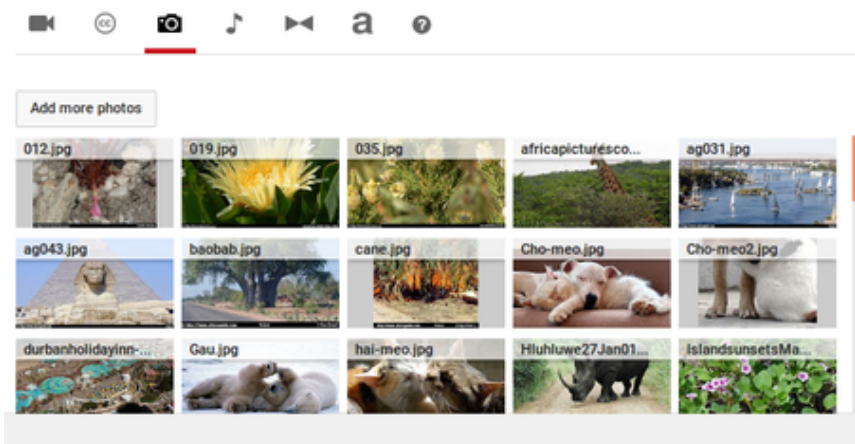 cc
a
?
Add more photos
012.jpg 019.jpg 035.jpg africapicturesco... ag031.jpg
ag043.jpg baobab.jpg cane.jpg Cho-meo.jpg Cho-meo2.jpg
durbanholidayinn-... Gau.jpg hai-meo.jpg Hluhluwe27Jan01... IslandsunsetsMa...